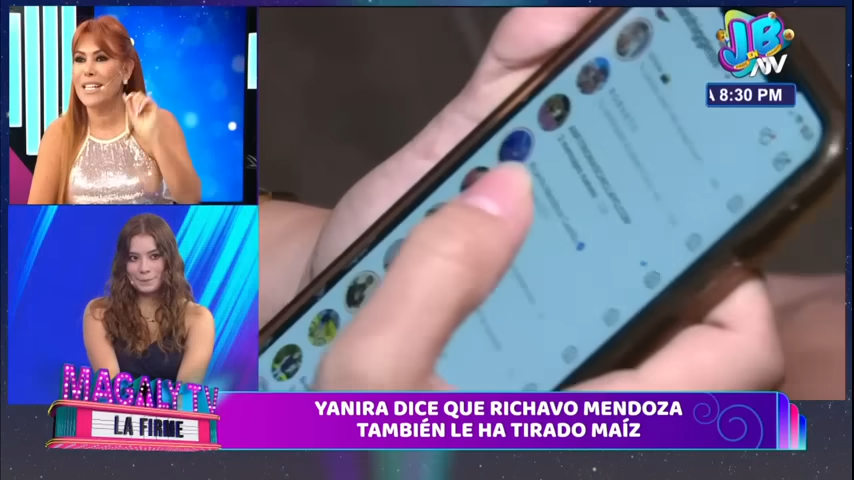 JB
ATV
A 8:30 PM
MAGALY TV
LA FIRME
YANIRA DICE QUE RICHAVO MENDOZA
TAMBIÉN LE HA TIRADO MAÍZ